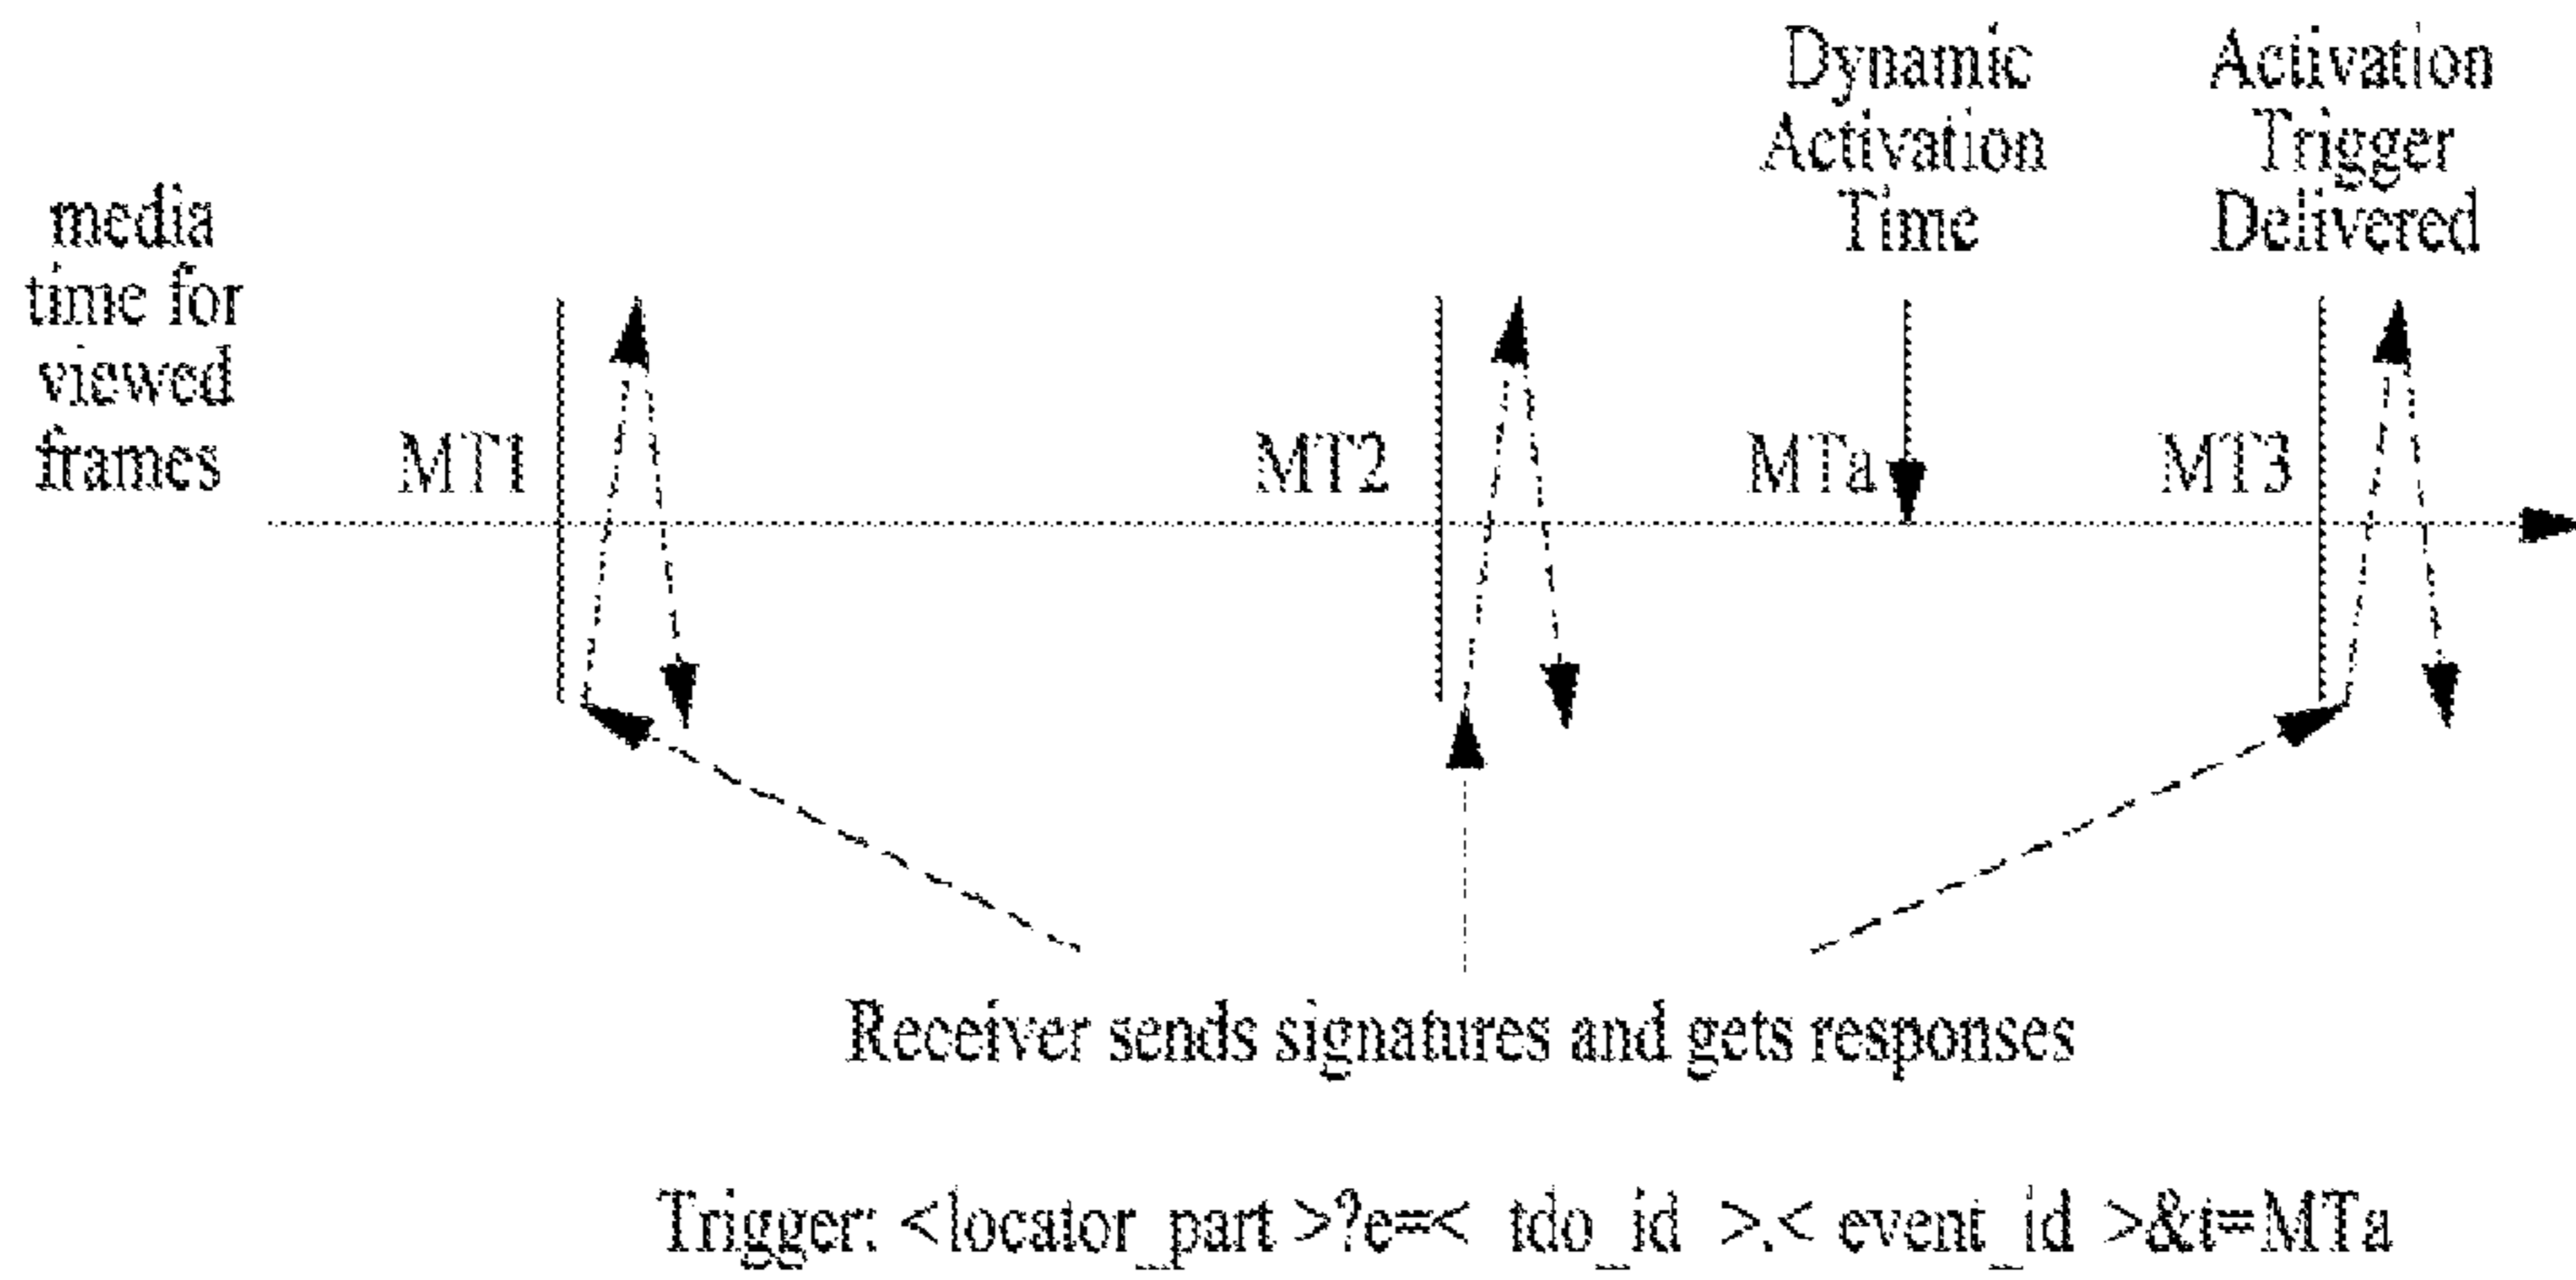 Dynamic
Activation
Time
Activation
Trigger
Delivered
media
time for
viewed
frames
MT1
MT2
MTa
MT3
Receiver sends signatures and gets responses
Trigger: <locator_part >?e=< tdo_id >.< event_id >&t=MTa